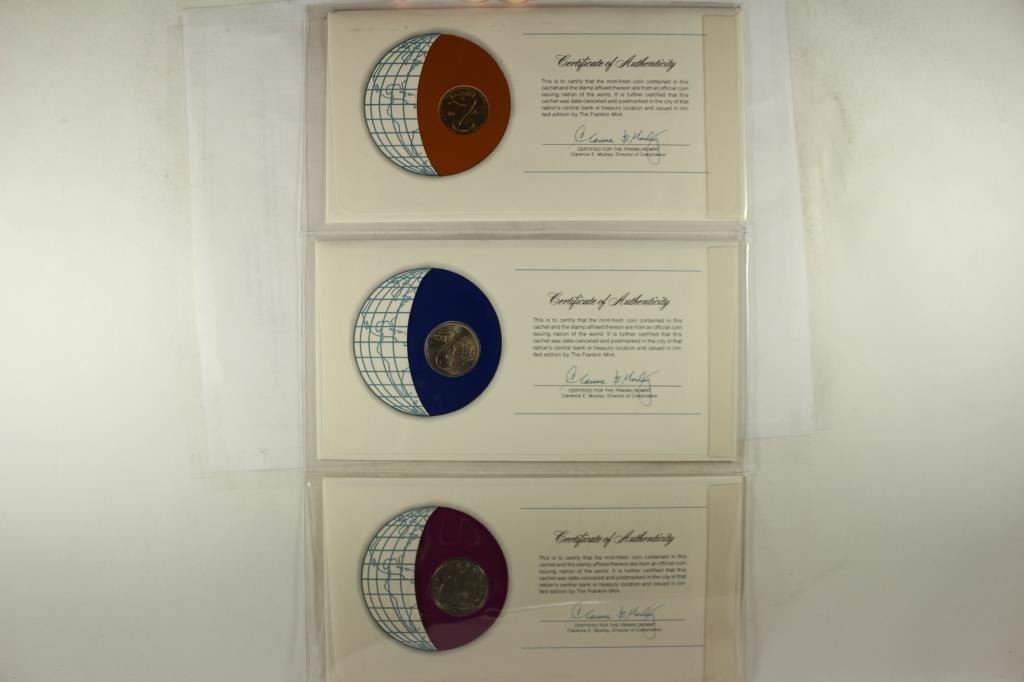 Certificate of Authenticity
This is to certify that the mint-fresh coin contained in this
cachet and the stamp affixed thereon are from an official coin
issuing nation of the world. It is further certified that this
cachet was date-canceled and postmarked in the city of that
nation's central bank or treasury location and issued in lim-
ited edition by The Franklin Mint.
CERTIFIED FOR THE FRANKLIN MINT
Clarence E. Mosley, Director of Compliance
Certificate of Authenticity
This is to certify that the mint-fresh coin contained in this
cachet and the stamp affixed thereon are from an official coin
issuing nation of the world. It is further certified that this
cachet was date-canceled and postmarked in the city of that
nation's central bank or treasury location and issued in lim-
ited edition by The Franklin Mint.
CERTIFIED FOR THE FRANKLIN MINT
Clarence E. Mosley, Director of Compliance
Certificate of Authenticity
This is to certify that the mint-fresh coin contained in this
cachet and the stamp affixed thereon are from an official coin
issuing nation of the world. It is further certified that this
cachet was date-canceled and postmarked in the city of that
nation's central bank or treasury location and issued in lim-
ited edition by The Franklin Mint.
CERTIFIED FOR THE FRANKLIN MINT
Clarence E. Mosley, Director of Compliance